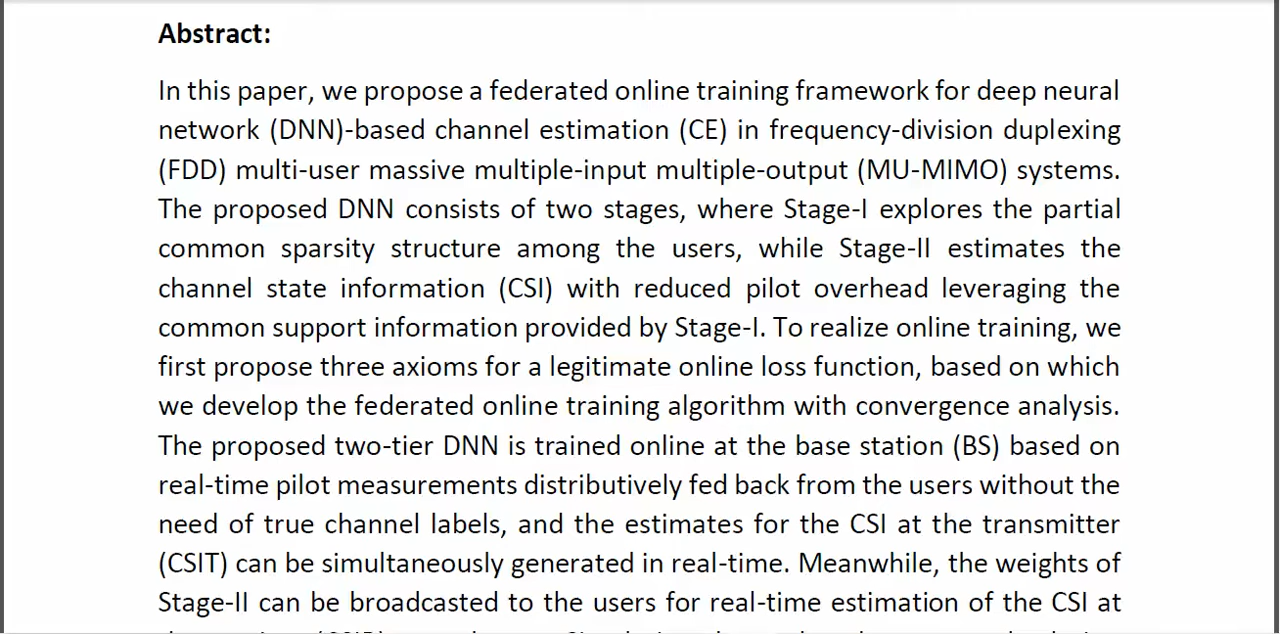 Abstract:
In this paper, we propose a federated online training framework for deep neural
network (DNN)-based channel estimation (CE) in frequency-division duplexing
(FDD) multi-user massive multiple-input multiple-output (MU-MIMO) systems.
The proposed DNN consists of two stages, where Stage-I explores the partial
common sparsity structure among the users, while Stage-II estimates the
channel state information (CSI) with reduced pilot overhead leveraging the
common support information provided by Stage-I. To realize online training, we
first propose three axioms for a legitimate online loss function, based on which
we develop the federated online training algorithm with convergence analysis.
The proposed two-tier DNN is trained online at the base station (BS) based on
real-time pilot measurements distributively fed back from the users without the
need of true channel labels, and the estimates for the CSI at the transmitter
(CSIT) can be simultaneously generated in real-time. Meanwhile, the weights of
Stage-II can be broadcasted to the users for real-time estimation of the CSI at